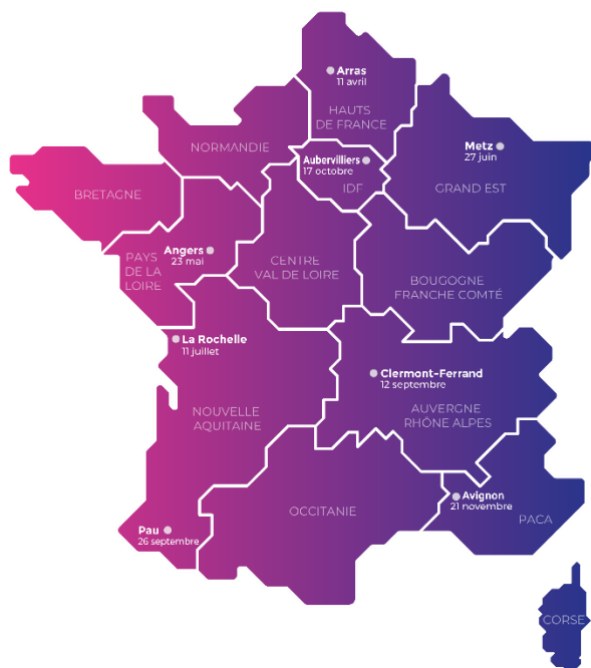 Arras
11 avril
HAUTS
DE FRANCE
NORMANDIE
Metz
27 juin
Aubervilliers
17 octobre
IDF
GRAND EST
BRETAGNE
PAYS
DE LA
LOIRE
Angers
23 mai
CENTRE
VAL DE LOIRE
BOUGOGNE
FRANCHE COMTÉ
La Rochelle
11 juillet
Clermont-Ferrand
12 septembre
NOUVELLE
AQUITAINE
AUVERGNE
RHÔNE ALPES
OCCITANIE
Avignon
21 novembre
PACA
Pau
26 septembre
CORSE